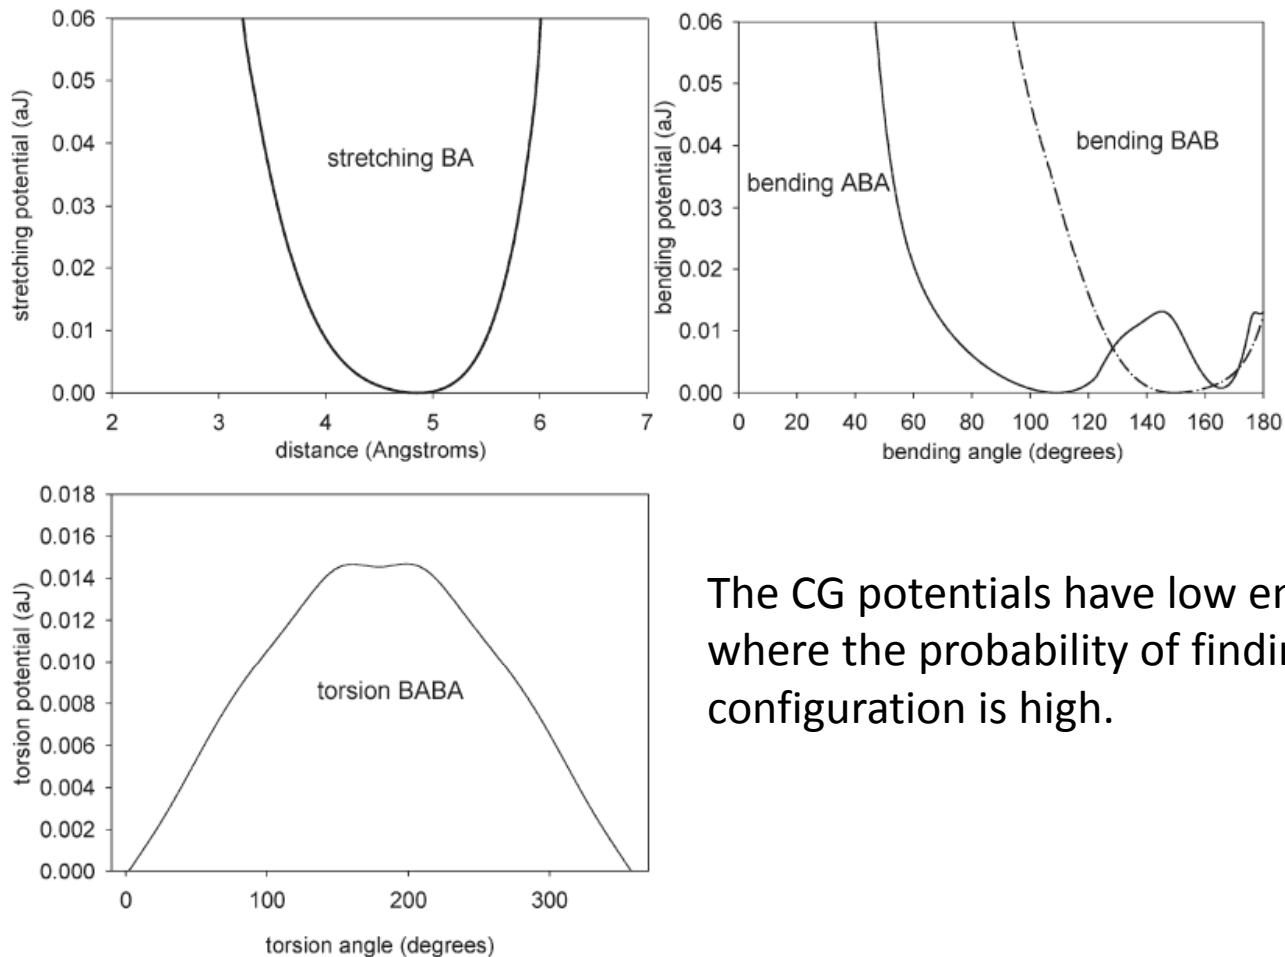 0.06
0.05
0.04
0.03
0.02
0.01
0.00
stretching potential (aJ)
stretching BA
2 3 4 5 6 7
distance (Angstroms)
0.06
0.05
0.04
0.03
0.02
0.01
0.00
bending potential (aJ)
bending BAB
bending ABA
0 20 40 60 80 100 120 140 160 180
bending angle (degrees)
0.018
0.016
0.014
0.012
0.010
0.008
0.006
0.004
0.002
0.000
torsion potential (aJ)
torsion BABA
0 100 200 300
torsion angle (degrees)
The CG potentials have low
where the probability of
configuration is high.